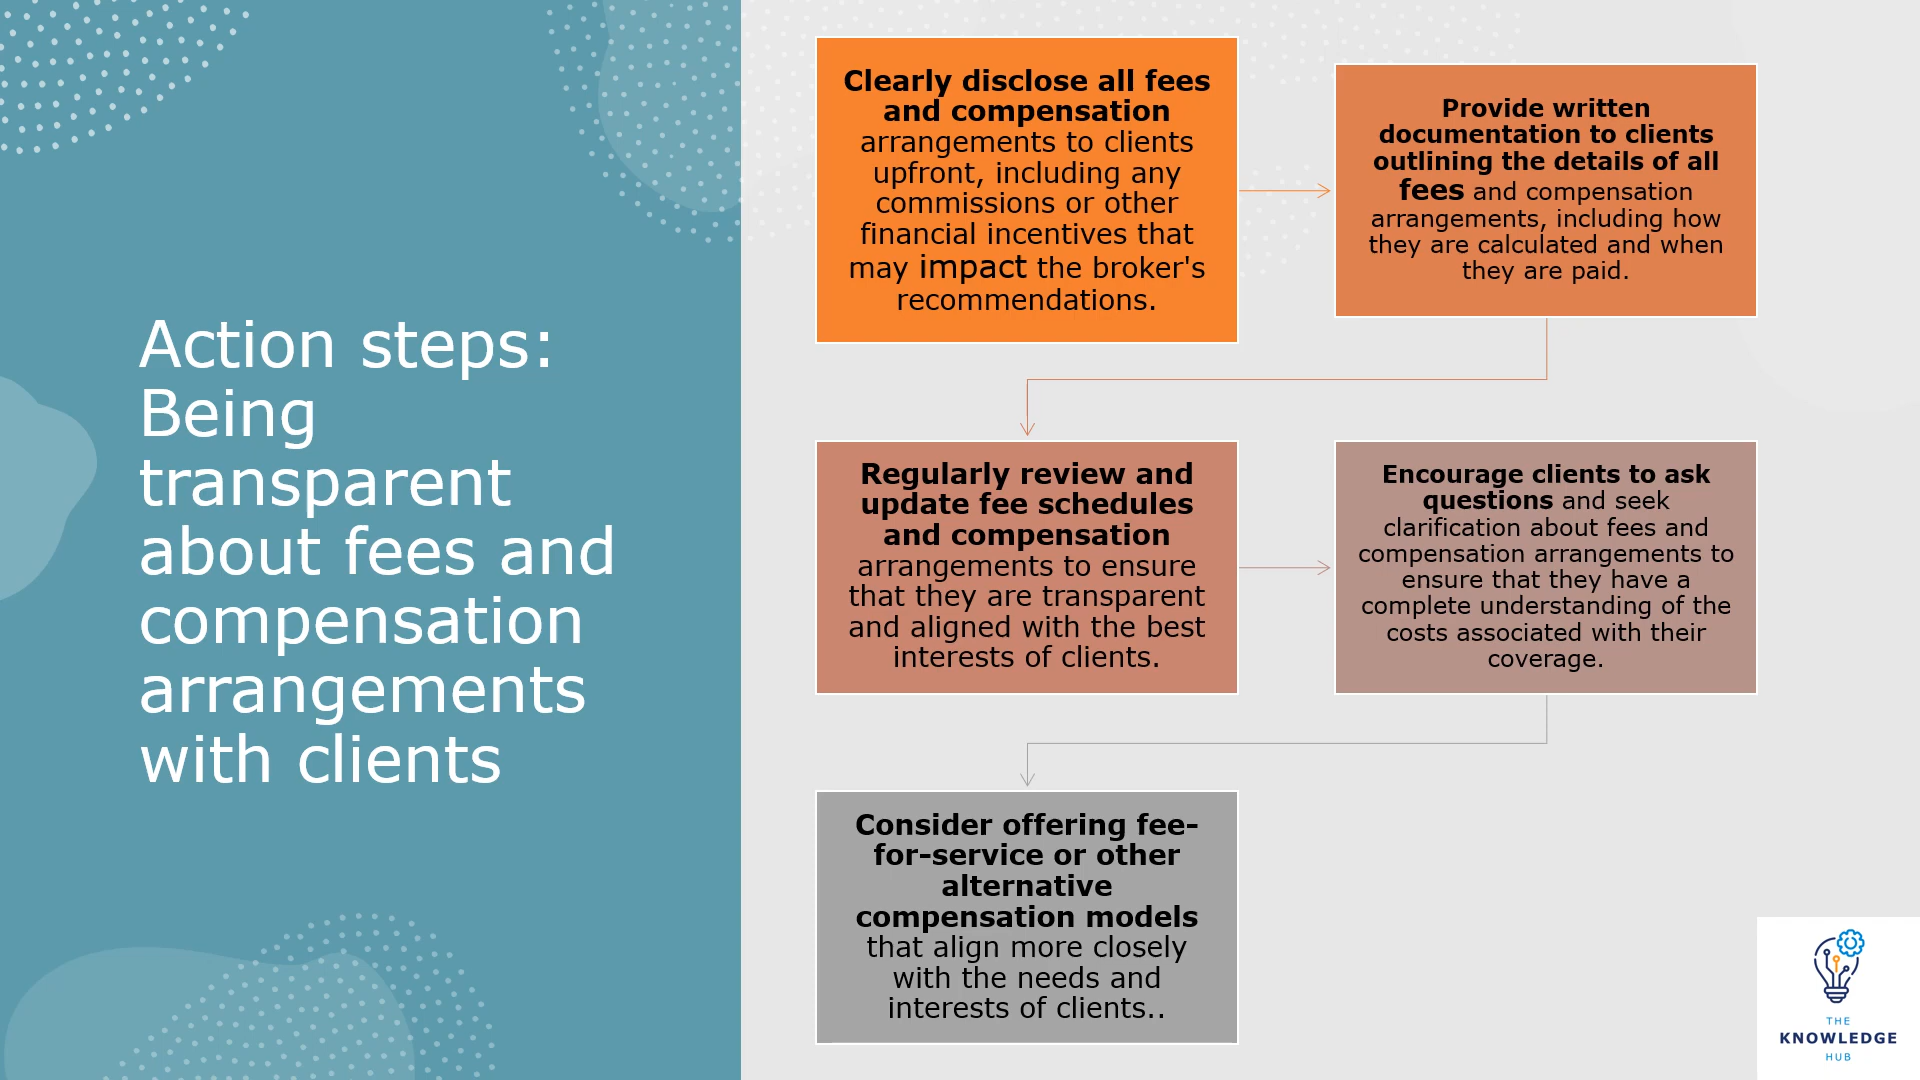 Action steps:
Being
transparent
about fees and
compensation
arrangements
with clients
Clearly disclose all fees
and compensation
arrangements to clients
upfront, including any
commissions or other
financial incentives that
may impact the broker's
recommendations.
Provide written
documentation to clients
outlining the details of all
fees and compensation
arrangements, including how
they are calculated and when
they are paid.
Regularly review and
update fee schedules
and compensation
arrangements to ensure
that they are transparent
and aligned with the best
interests of clients.
Encourage clients to ask
questions and seek
clarification about fees and
compensation arrangements to
ensure that they have a
complete understanding of the
costs associated with their
coverage.
Consider offering fee-
for-service or other
alternative
compensation models
that align more closely
with the needs and
interests of clients..
THE
KNOWLEDGE
HUB